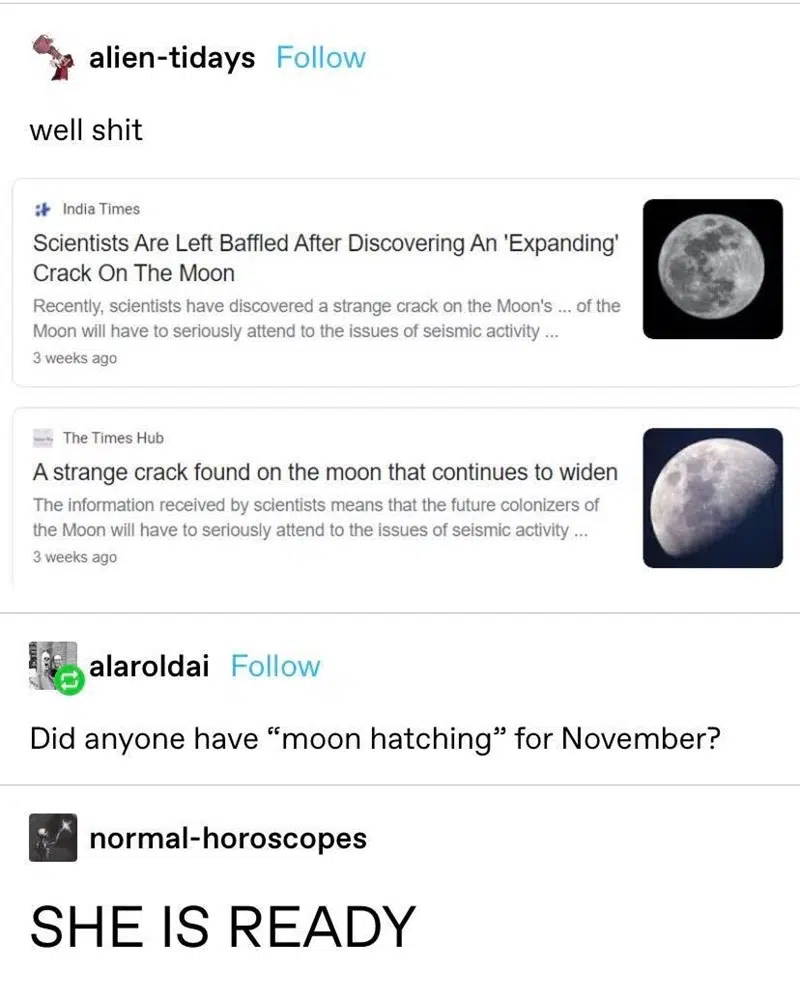 alien-tidays Follow
well shit
India Times
Scientists Are Left Baffled After Discovering An 'Expanding'
Crack On The Moon
Recently, scientists have discovered a strange crack on the Moon's ... of the
Moon will have to seriously attend to the issues of seismic activity ...
3 weeks ago
The Times Hub
A strange crack found on the moon that continues to widen
The information received by scientists means that the future colonizers of
the Moon will have to seriously attend to the issues of seismic activity ...
3 weeks ago
alaroldai Follow
Did anyone have “moon hatching” for November?
normal-horoscopes
SHE IS READY